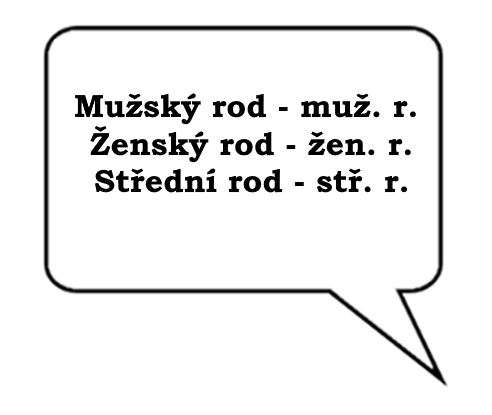 Mužský rod - muž. r.
Ženský rod - žen. r.
Střední rod - stř. r.